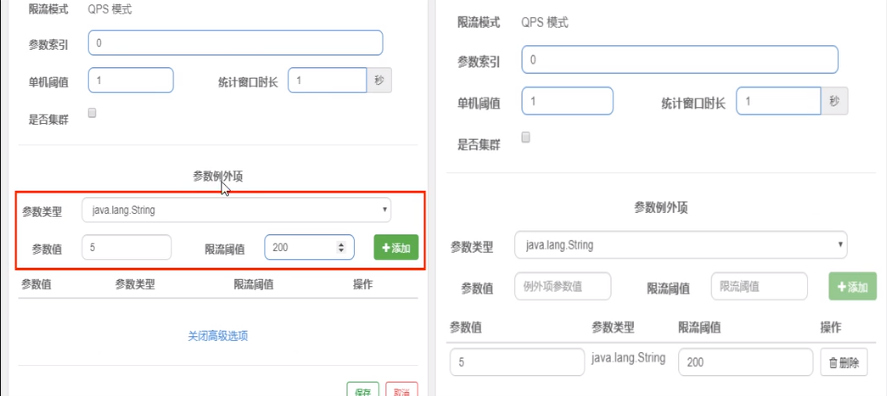 限流模式 QPS 模式
参数索引 0
单机阈值 1 统计窗口时长 1 秒
是否集群
参数例外项
参数类型 java.lang.String
参数值 5 限流阈值 200 +添加
参数值 参数类型 限流阈值 操作
关闭高级选项
保存 取消
限流模式 QPS 模式
参数索引 0
单机阈值 1 统计窗口时长 1 秒
是否集群
参数例外项
参数类型 java.lang.String
参数值 例外项参数值 限流阈值 限流阈值 +添加
参数值 参数类型 限流阈值 操作
5 java.lang.String 200 删除